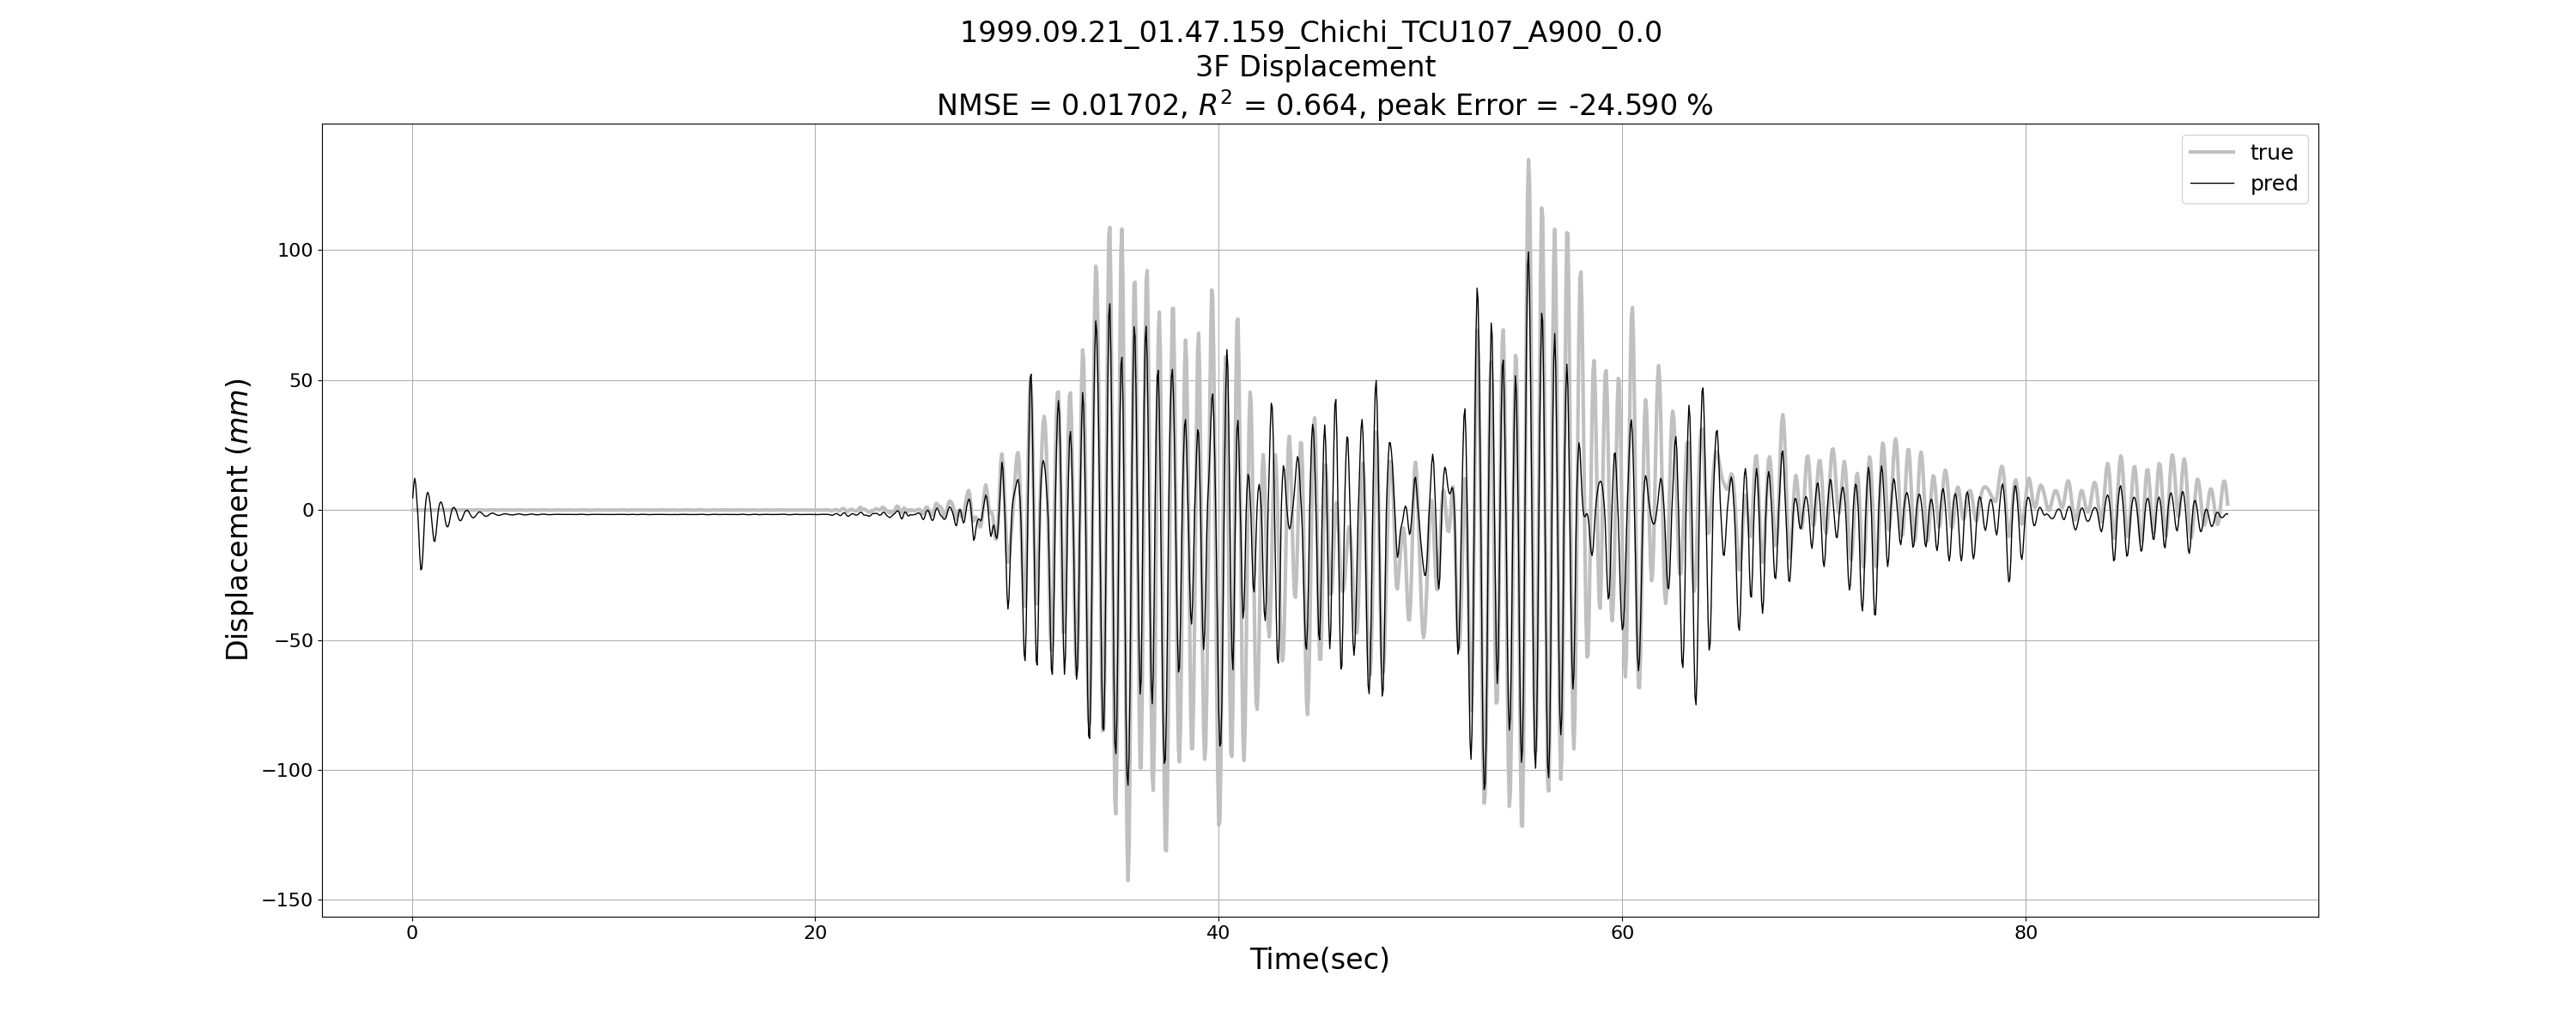 1999.09.21_01.47.159_Chichi_TCU107_A900_0.0
3F Displacement
NMSE = 0.01702, R² = 0.664, peak Error = -24.590 %
true
pred
100
50
0
−50
−100
−150
Displacement (mm)
0 20 40 60 80
Time(sec)